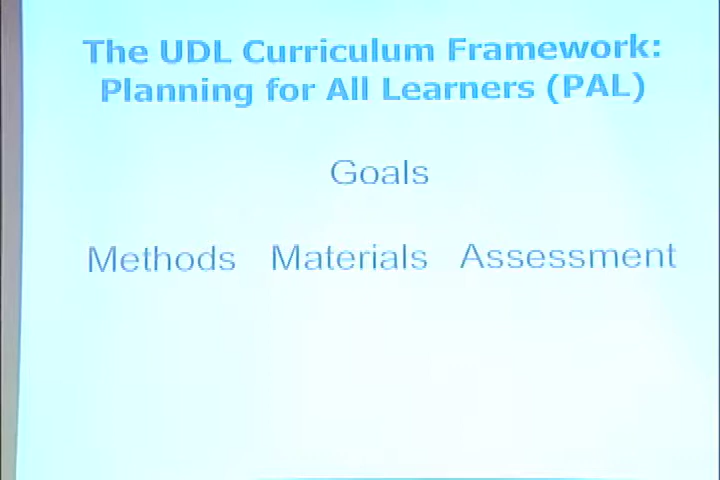 The UDL Curriculum Framework:
Planning for All Learners (PAL)
Goals
Methods Materials Assessment